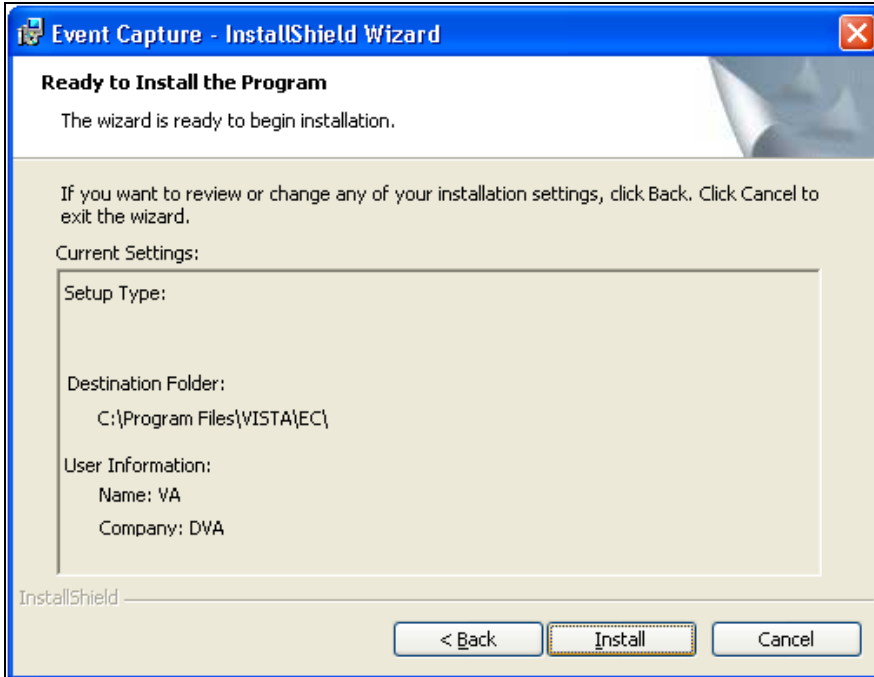 Event Capture - InstallShield Wizard
Ready to Install the Program
The wizard is ready to begin installation.
If you want to review or change any of your installation settings, click Back. Click Cancel to
exit the wizard.
Current Settings:
Setup Type:
Destination Folder:
C:\Program Files\VISTA\EC\
User Information:
Name: VA
Company: DVA
InstallShield
< Back
Install
Cancel